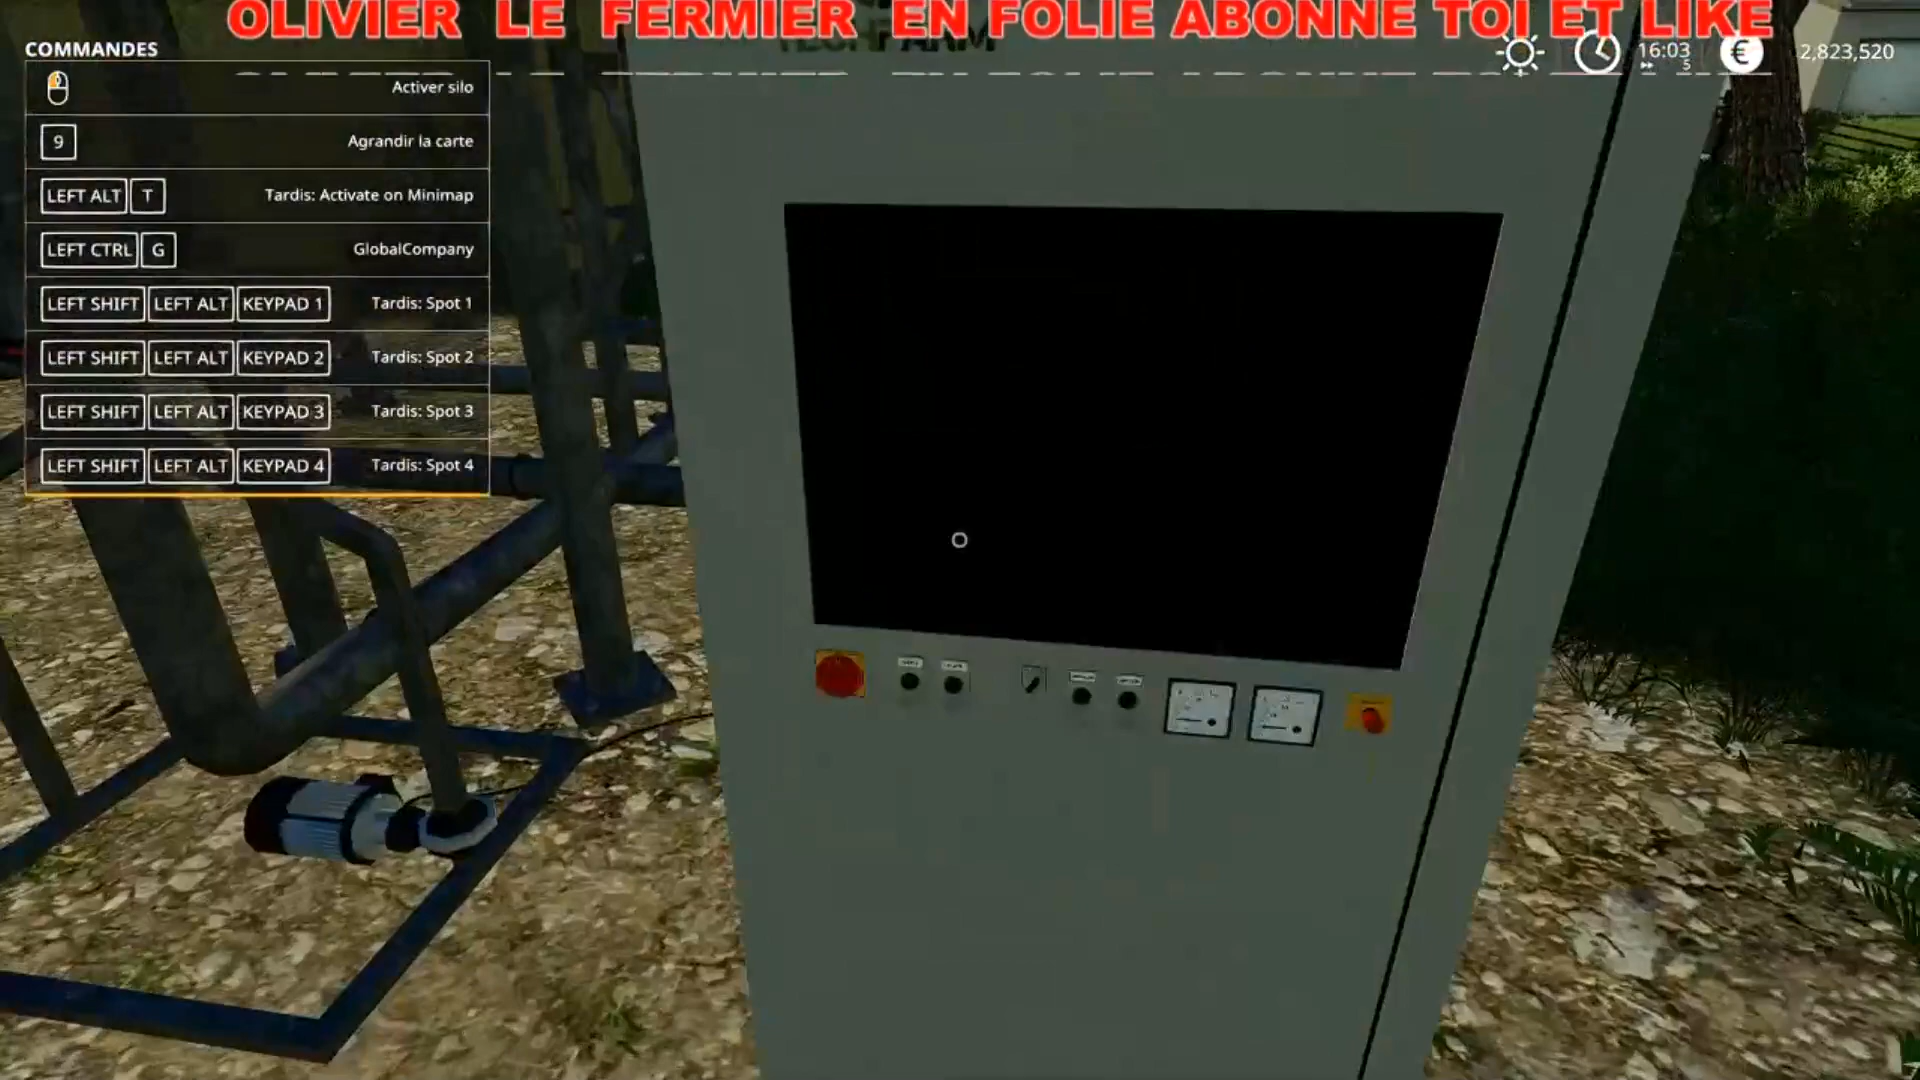 OLIVIER LE FERMIER EN FOLIE ABONNE TOI ET LIKE
COMMANDES
16:03
5
2,823,520
Activer silo
9 Agrandir la carte
LEFT ALT T Tardis: Activate on Minimap
LEFT CTRL G GlobalCompany
LEFT SHIFT LEFT ALT KEYPAD 1 Tardis: Spot 1
LEFT SHIFT LEFT ALT KEYPAD 2 Tardis: Spot 2
LEFT SHIFT LEFT ALT KEYPAD 3 Tardis: Spot 3
LEFT SHIFT LEFT ALT KEYPAD 4 Tardis: Spot 4